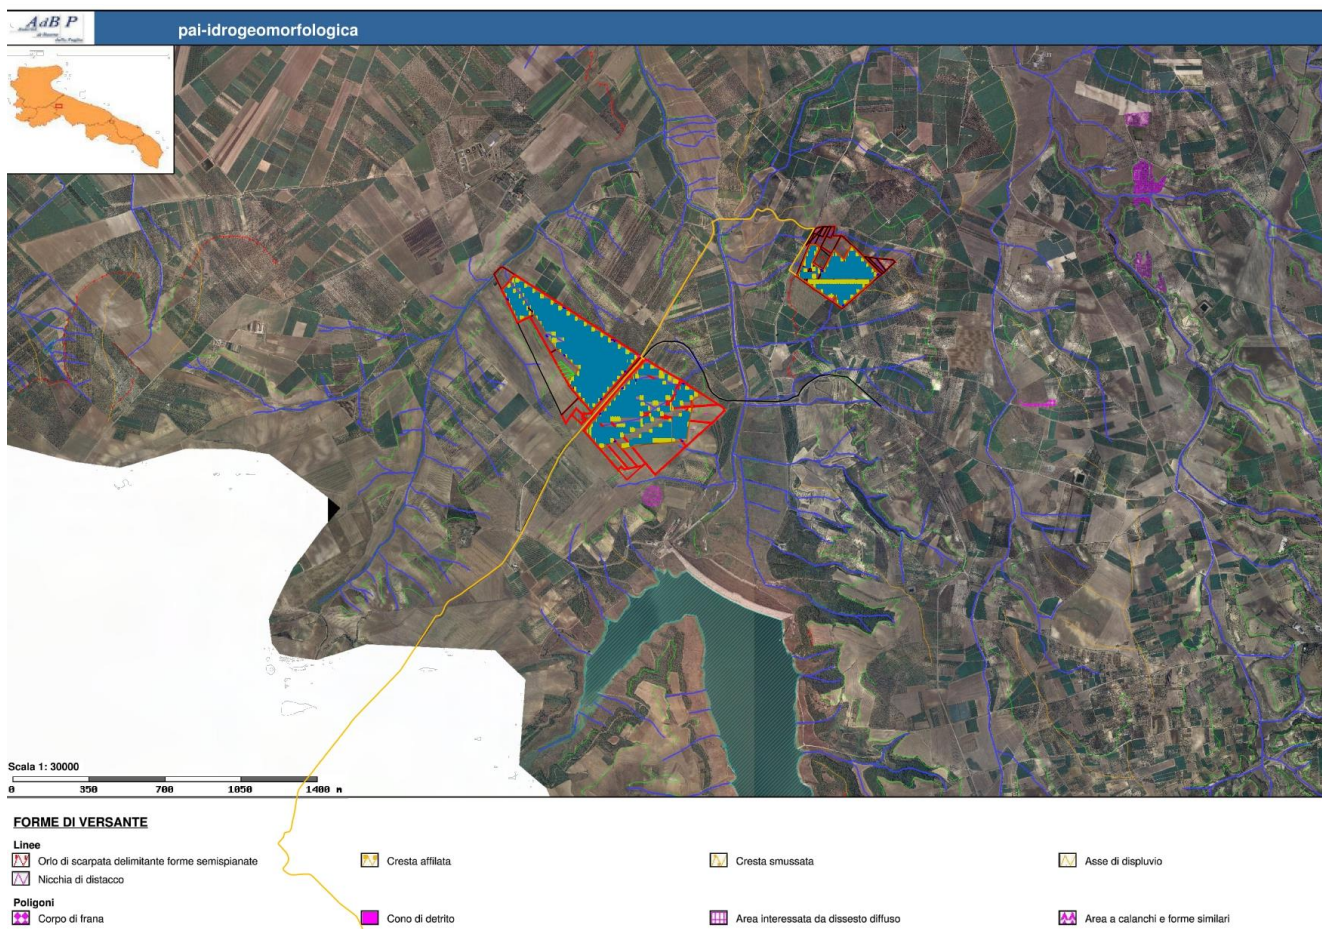 AdB P
pai-idrogeomorfologica
Scala 1: 30000
0 350 700 1050 1400 m
FORME DI VERSANTE
Linee
Orlo di scarpata delimitante forme semispianate
Cresta affilata
Cresta smussata
Asse di displuvio
Nicchia di distacco
Poligoni
Corpo di frana
Cono di detrito
Area interessata da dissesto diffuso
Area a calanchi e forme similari